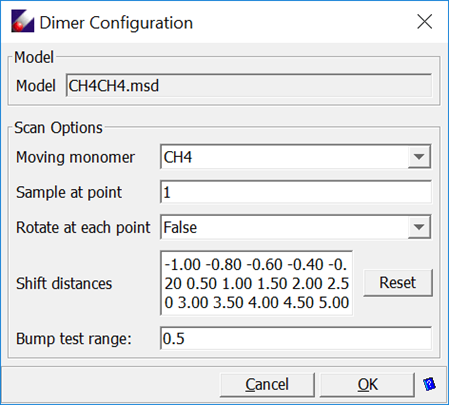 Dimer Configuration
Model
Model CH4CH4.msd
Scan Options
Moving monomer CH4
Sample at point 1
Rotate at each point False
Shift distances
-1.00 -0.80 -0.60 -0.40 -0.
20 0.50 1.00 1.50 2.00 2.5
0 3.00 3.50 4.00 4.50 5.00
Reset
Bump test range: 0.5
Cancel OK